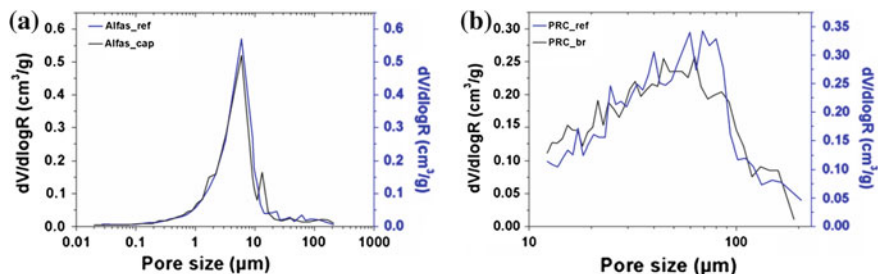 (a)
Alfas_ref
Alfas_cap
dV/dlogR (cm³/g)
0.6
0.5
0.4
0.3
0.2
0.1
0.0
0.01 0.1 1 10 100 1000
Pore size (µm)
0.6
0.5
0.4
0.3
0.2
0.1
0.0
dV/dlogR (cm³/g)
(b)
PRC_ref
PRC_br
dV/dlogR (cm³/g)
0.30
0.25
0.20
0.15
0.10
0.05
0.00
10 100
Pore size (µm)
0.35
0.30
0.25
0.20
0.15
0.10
0.05
0.00
dV/dlogR (cm³/g)